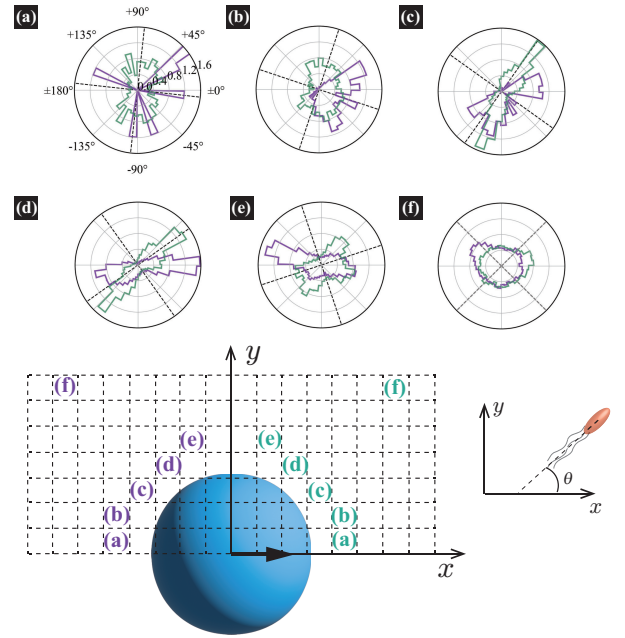 (a)
(b)
(c)
+90°
+135°
+45°
±180°
0.0
0.4
0.8
1.2
1.6
±0°
-135°
-45°
-90°
(d)
(e)
(f)
y
(f)
(f)
(e)
(e)
(d)
(d)
(c)
(c)
(b)
(b)
(a)
(a)
x
y
θ
x